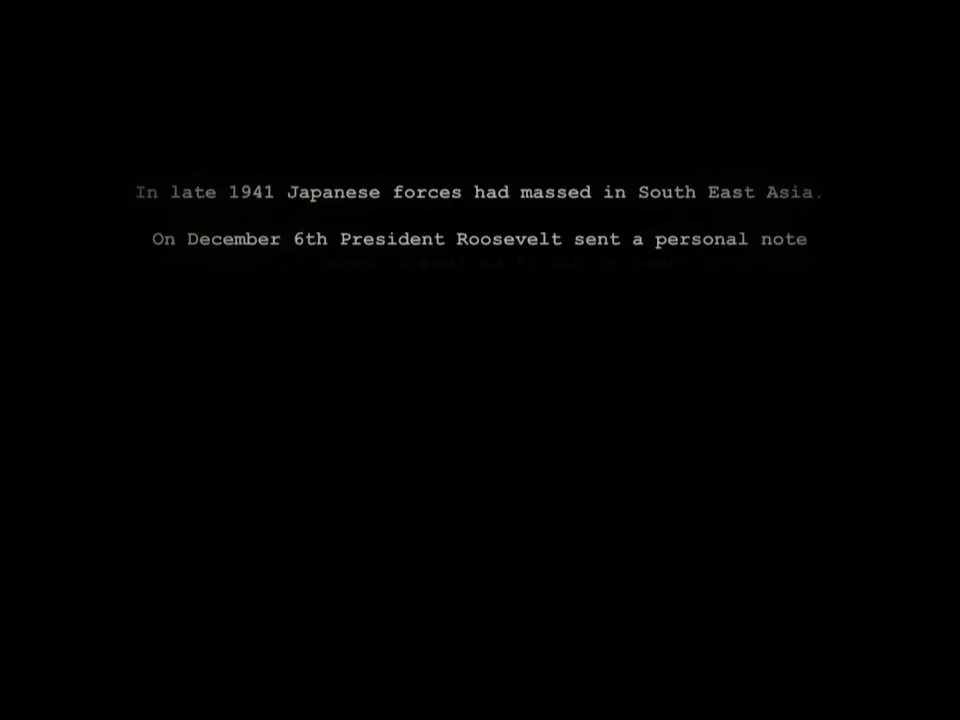 In late 1941 Japanese forces had massed in South East Asia.
On December 6th President Roosevelt sent a personal note